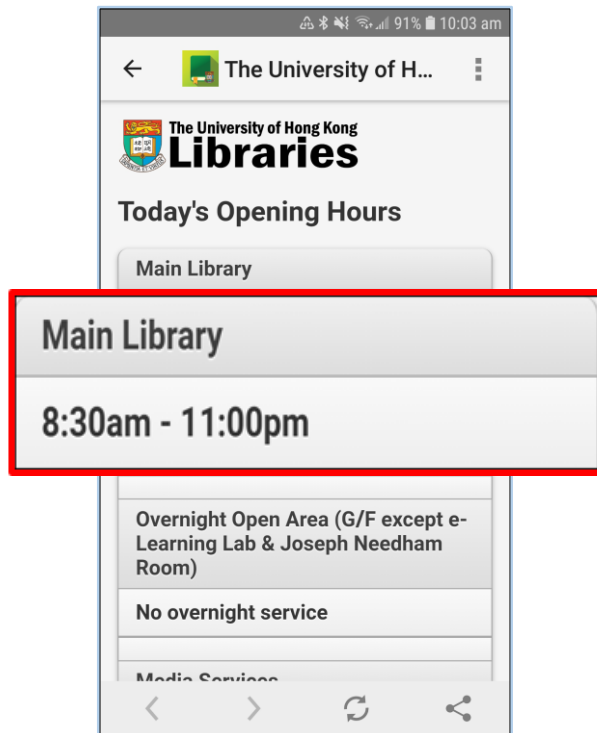 91% 10:03 am
The University of H...
The University of Hong Kong
Libraries
Today's Opening Hours
Main Library
Main Library
8:30am - 11:00pm
Overnight Open Area (G/F except e-
Learning Lab & Joseph Needham
Room)
No overnight service
Media Services